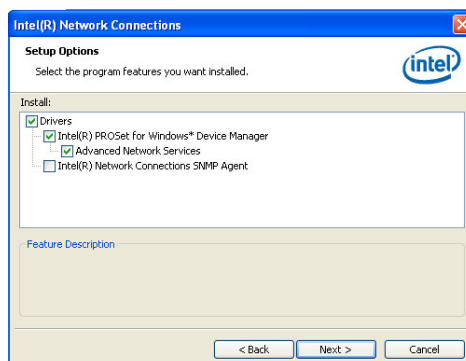 Intel(R) Network Connections
Setup Options
Select the program features you want installed.
intel
Install:
Drivers
Intel(R) PROSet for Windows* Device Manager
Advanced Network Services
Intel(R) Network Connections SNMP Agent
Feature Description
< Back
Next >
Cancel